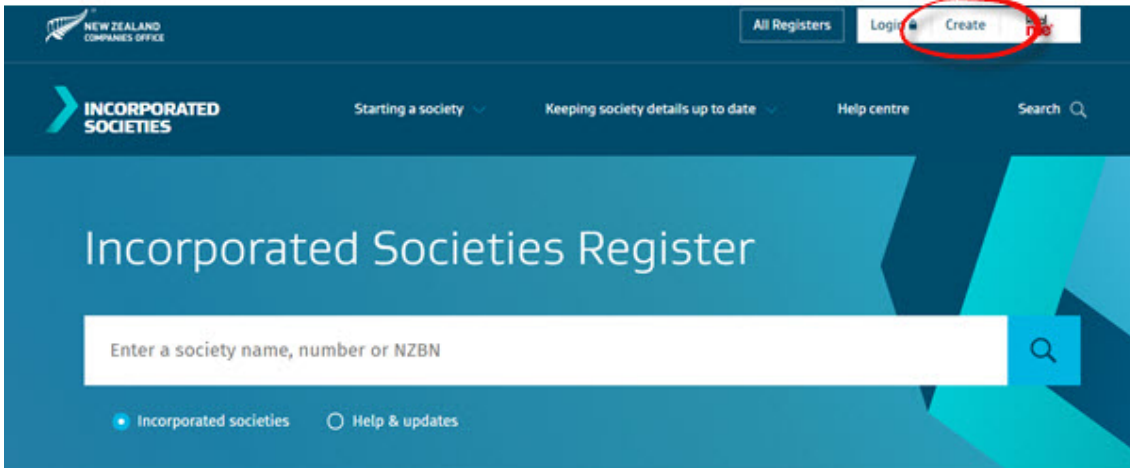 NEW ZEALAND
COMPANIES OFFICE
All Registers
Login
Create
INCORPORATED
SOCIETIES
Starting a society
Keeping society details up to date
Help centre
Search
Incorporated Societies Register
Enter a society name, number or NZBN
Incorporated societies
Help & updates